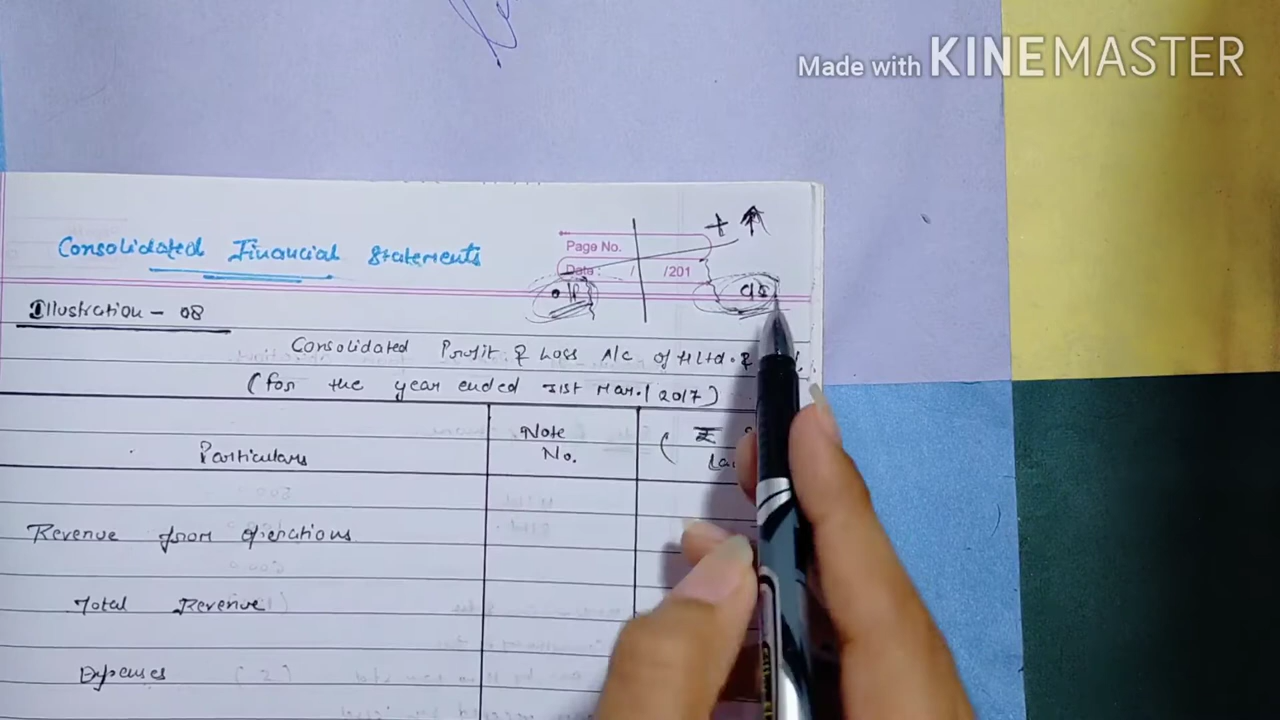 Made with KINEMASTER
Consolidated Financial Statements
Page No.
Date : / /201
Illustration - 08
Consolidated Profit & Loss A/c of H Ltd. &
(For the year ended 31st Mar. 2017)
Particulars
Note No.
₹
Revenue from operations
Total Revenue
Expenses